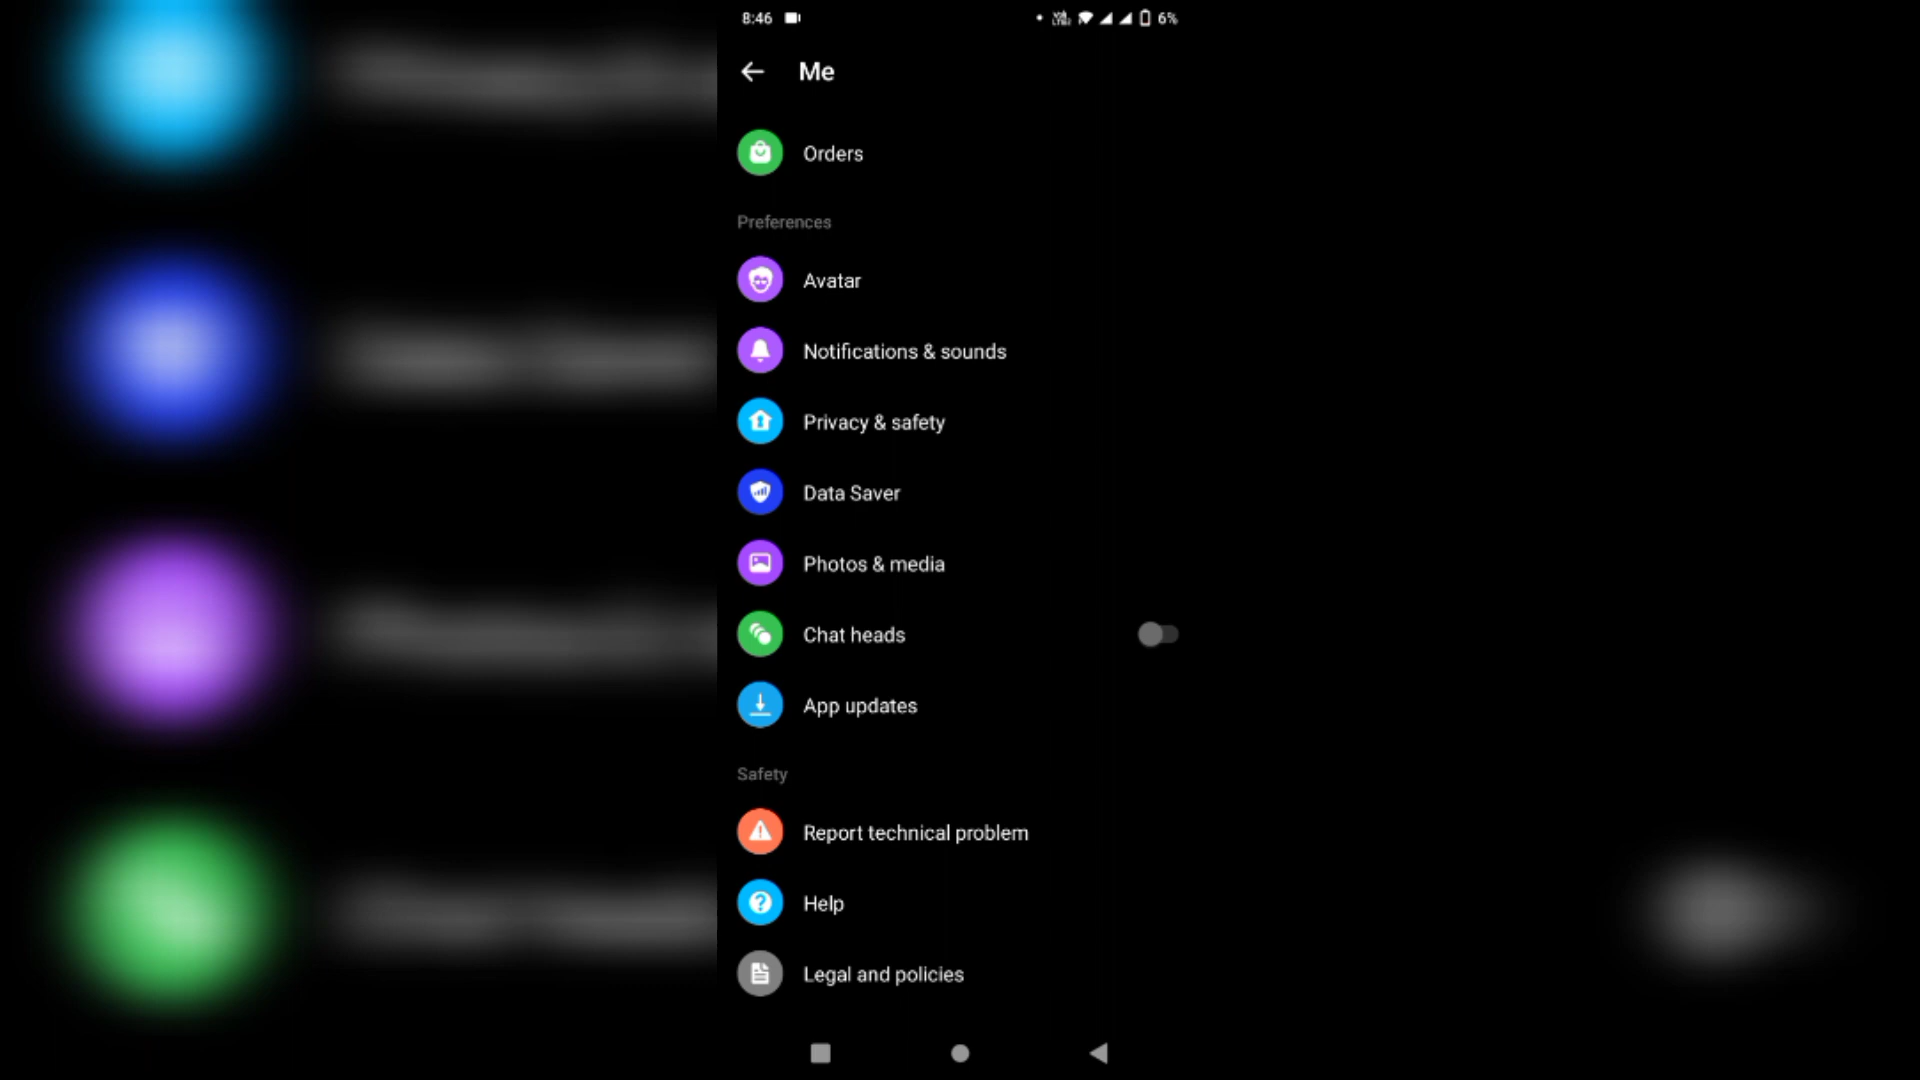 8:46 6%
Me
Orders
Preferences
Avatar
Notifications & sounds
Privacy & safety
Data Saver
Photos & media
Chat heads
App updates
Safety
Report technical problem
Help
Legal and policies